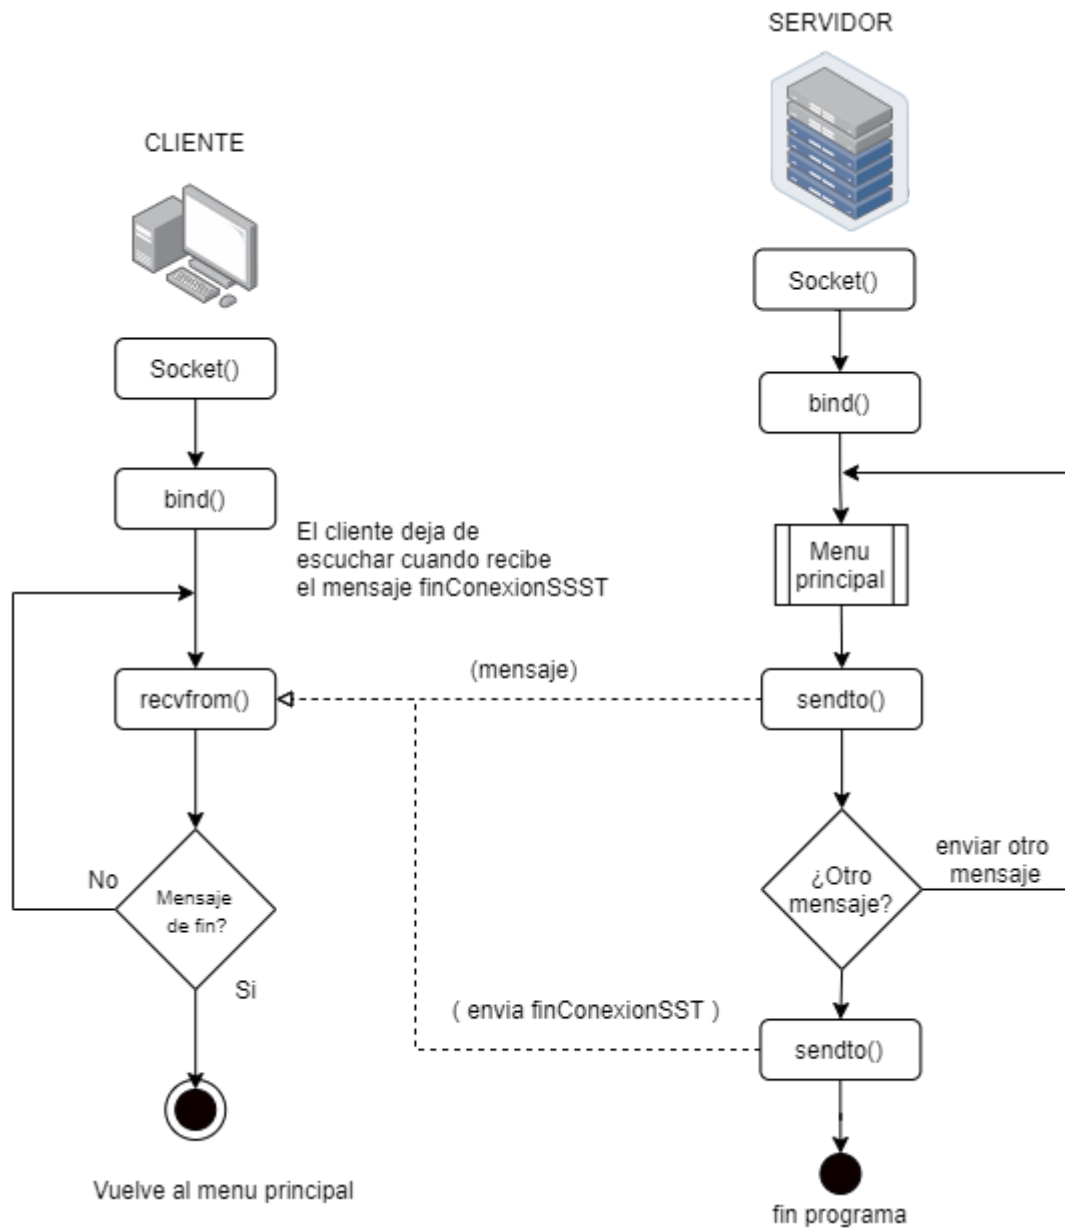 SERVIDOR
CLIENTE
Socket()
Socket()
bind()
bind()
El cliente deja de
escuchar cuando recibe
el mensaje finConexionSSST
Menu
principal
(mensaje)
recvfrom()
sendto()
No
Mensaje
de fin?
Si
¿Otro
mensaje?
enviar otro
mensaje
( envia finConexionSST )
sendto()
Vuelve al menu principal
fin programa